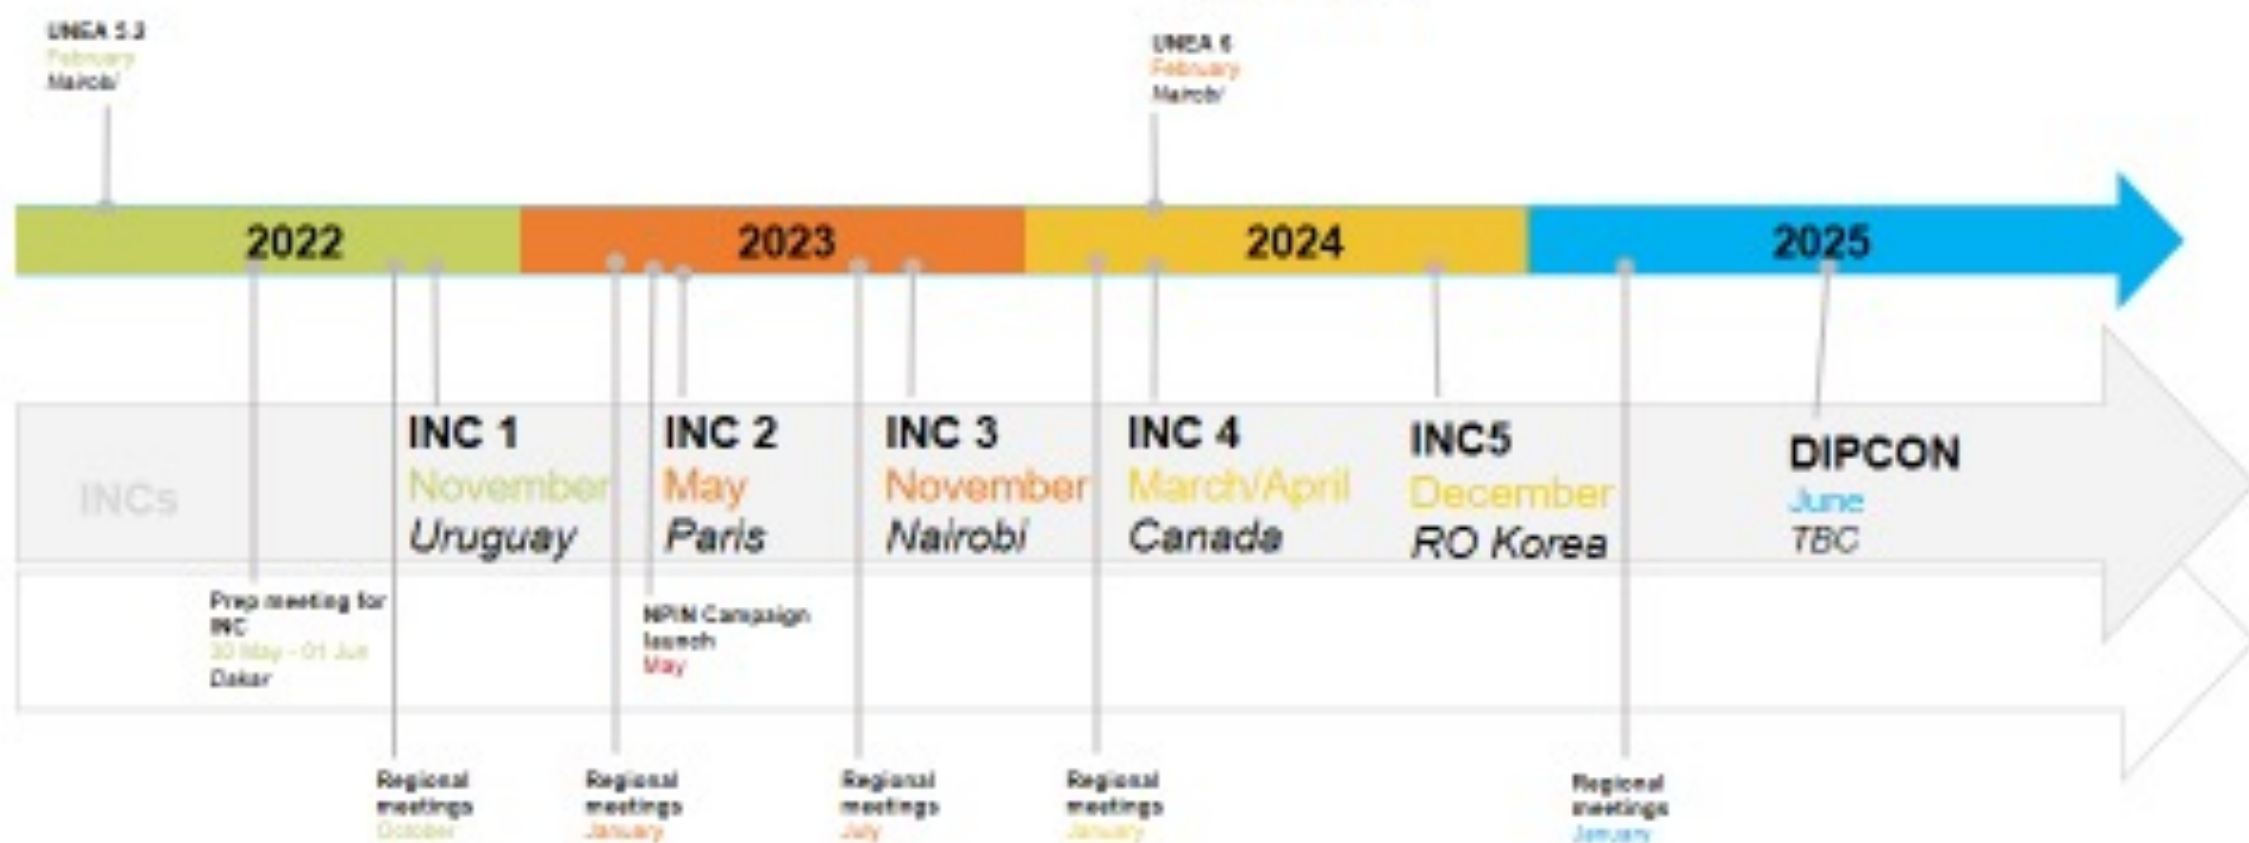 UNEA 5.2
February
Nairobi
UNEA 6
February
Nairobi
2022
2023
2024
2025
INCs
INC 1
November
Uruguay
INC 2
May
Paris
INC 3
November
Nairobi
INC 4
March/April
Canada
INC5
December
RO Korea
DIPCON
June
TBC
Prep meeting for
INC
30 May - 01 Jun
Dakar
NPIN Campaign
launch
May
Regional
meetings
October
Regional
meetings
January
Regional
meetings
July
Regional
meetings
January
Regional
meetings
January